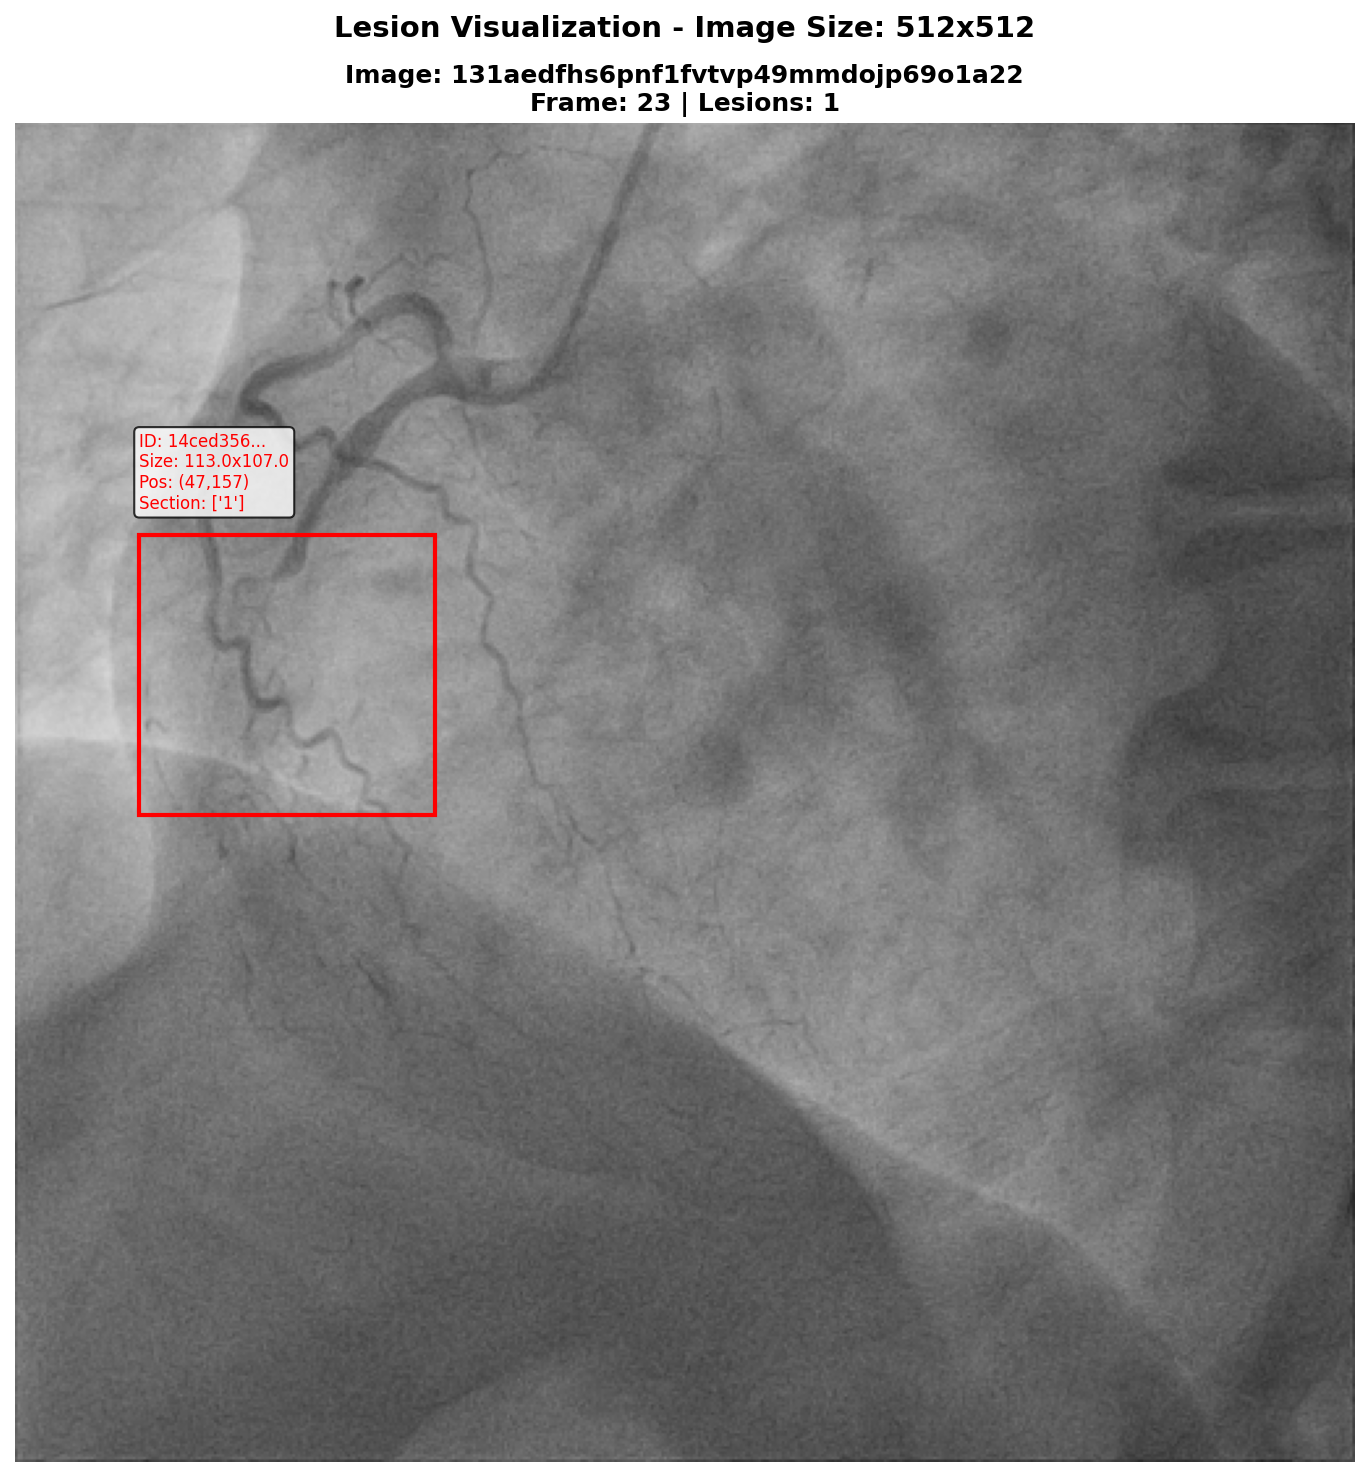 Lesion Visualization - Image Size: 512x512
Image: 131aedfhs6pnf1fvtvp49mmdojp69o1a22
Frame: 23 | Lesions: 1
ID: 14ced356...
Size: 113.0x107.0
Pos: (47,157)
Section: ['1']